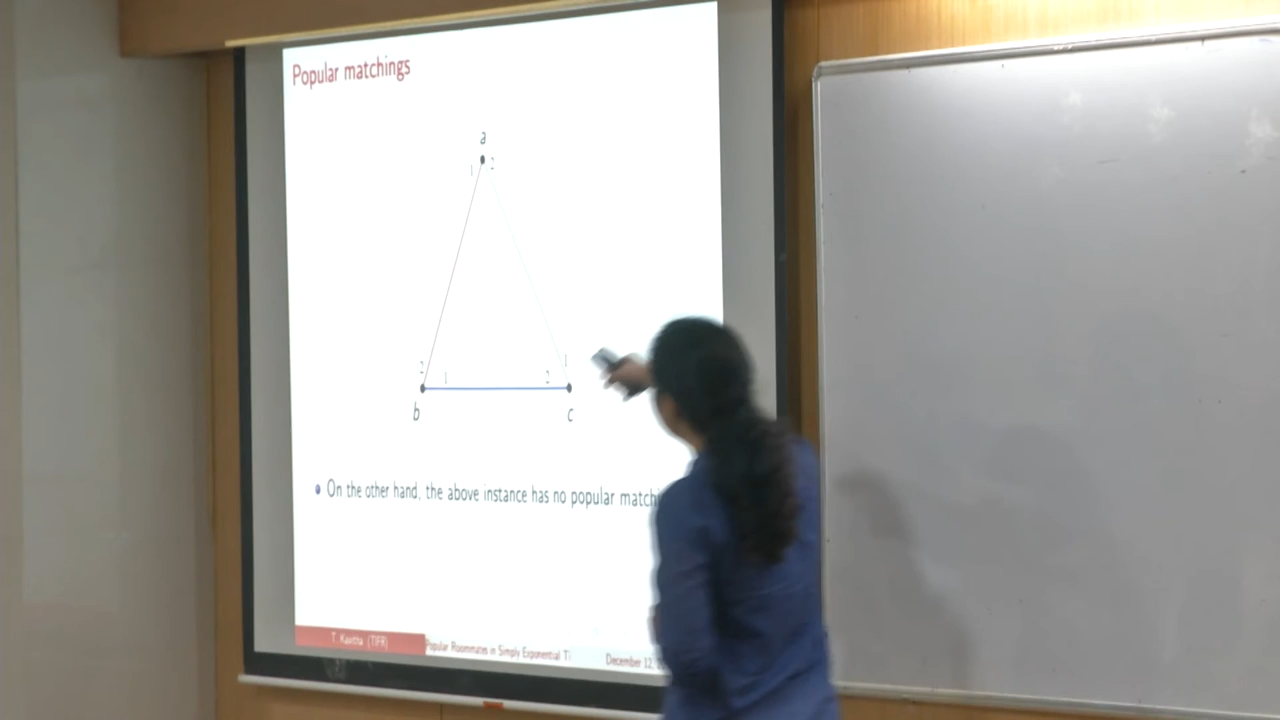 Popular matchings
a
1 2
2 1 2 1
b c
On the other hand, the above instance has no popular
T. Kavitha (TIFR) Popular Roommates in Simply Exponential December 12,